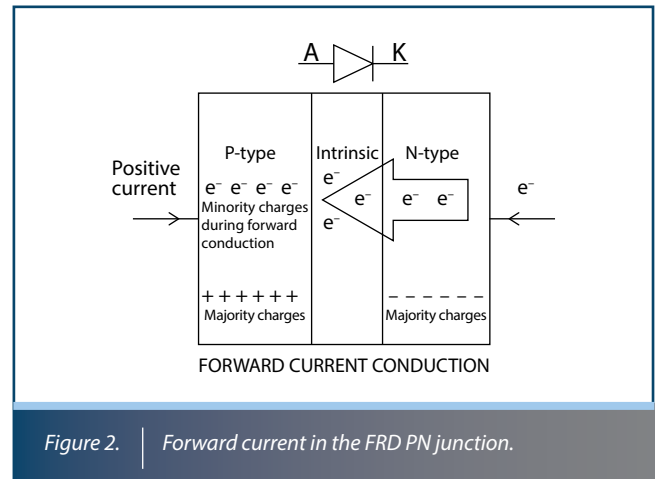 A K
P-type Intrinsic N-type
Positive
current
e⁻ e⁻ e⁻ e⁻
Minority charges
during forward
conduction
e⁻
e⁻
e⁻
e⁻ e⁻
e⁻
+ + + + + +
Majority charges
− − − − − −
Majority charges
FORWARD CURRENT CONDUCTION
Figure 2. Forward current in the FRD PN junction.